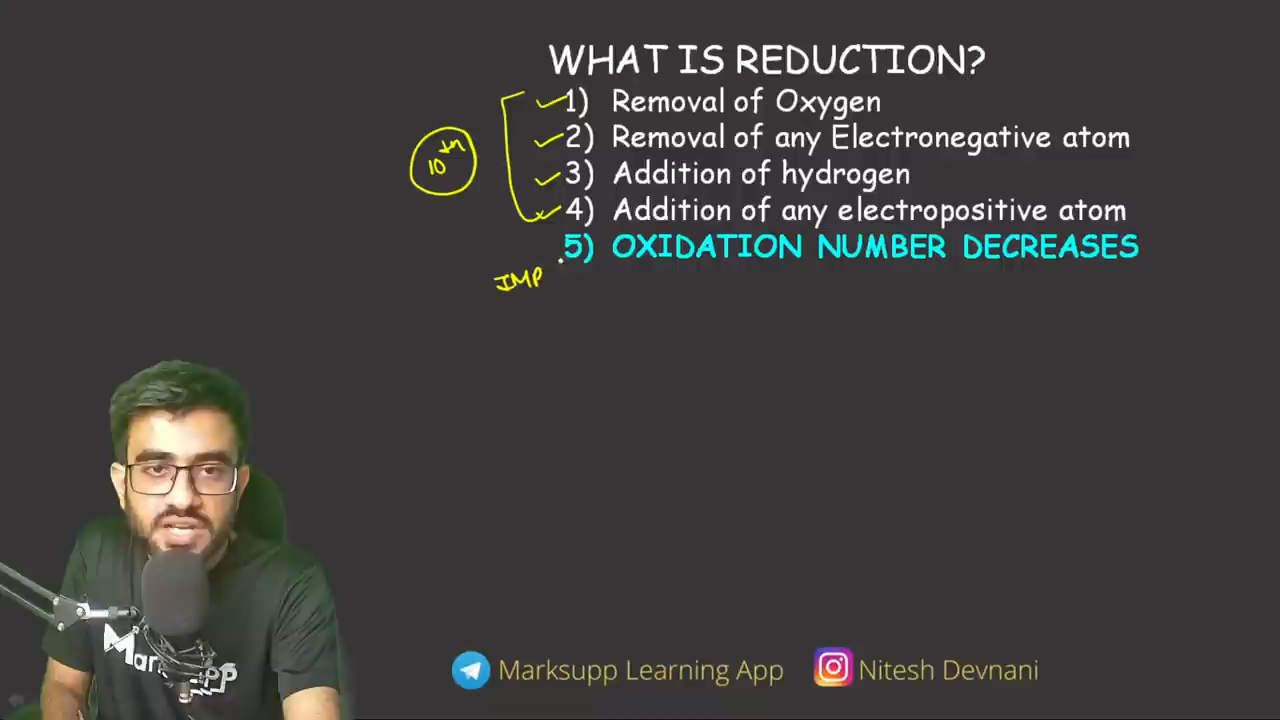 WHAT IS REDUCTION?
1) Removal of Oxygen
2) Removal of any Electronegative atom
10th
3) Addition of hydrogen
4) Addition of any electropositive atom
5) OXIDATION NUMBER DECREASES
IMP
Marksupp
Marksupp Learning App
Nitesh Devnani